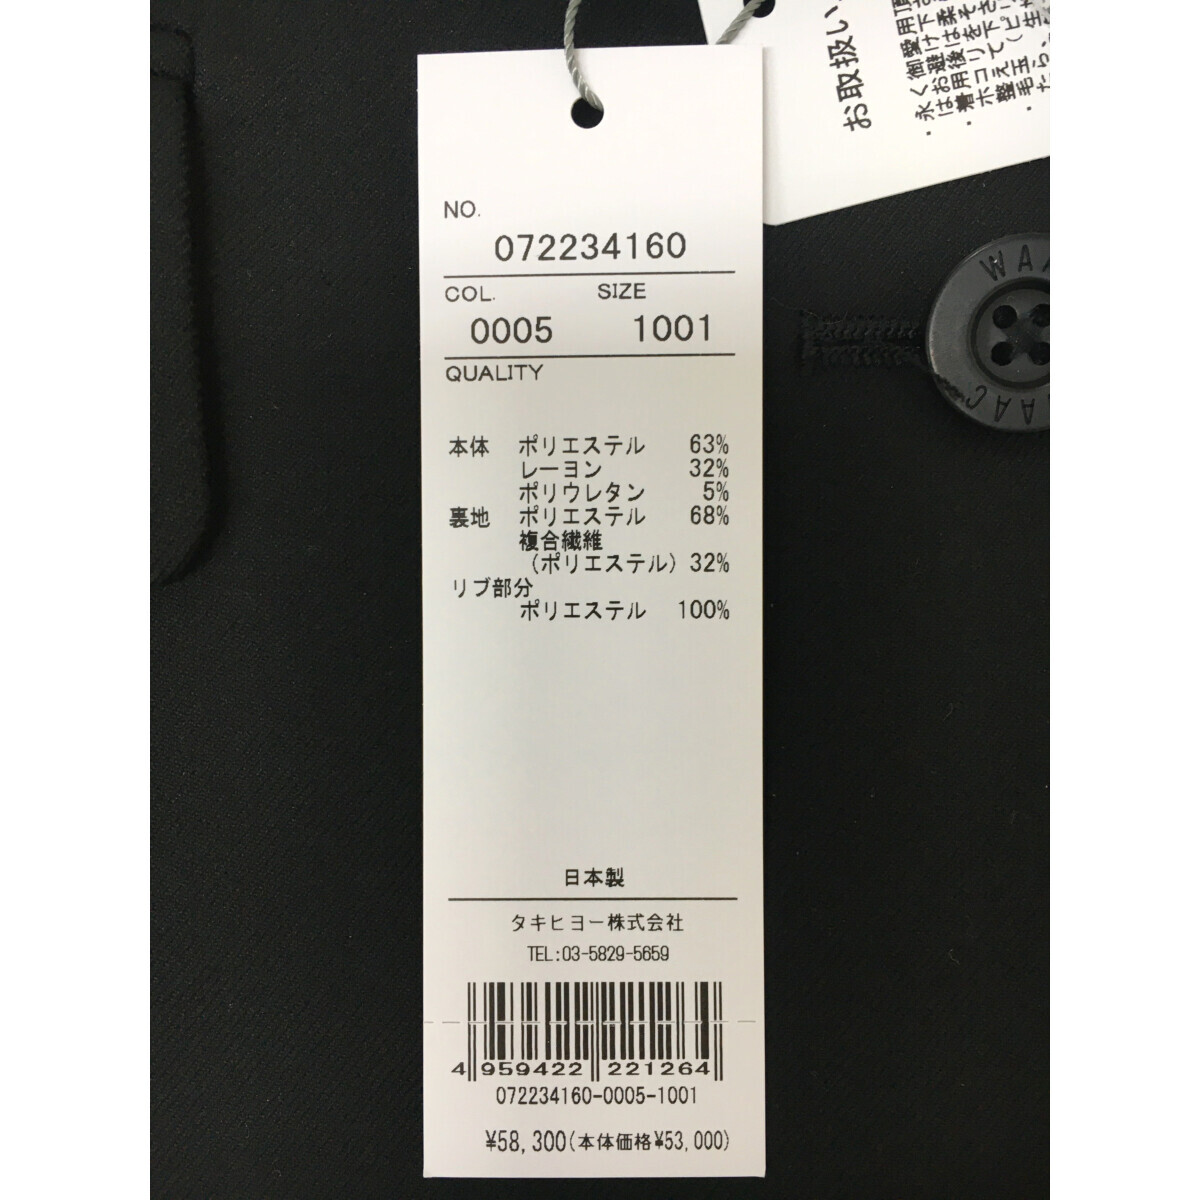 NO.
072234160
COL. SIZE
0005 1001
QUALITY
本体 ポリエステル 63%
レーヨン 32%
ポリウレタン 5%
裏地 ポリエステル 68%
複合繊維
(ポリエステル) 32%
リブ部分
ポリエステル 100%
日本製
タキヒヨー株式会社
TEL:03-5829-5659
4 959422 221264
072234160-0005-1001
¥58,300(本体価格¥53,000)
お取扱い
WAA
WAAC